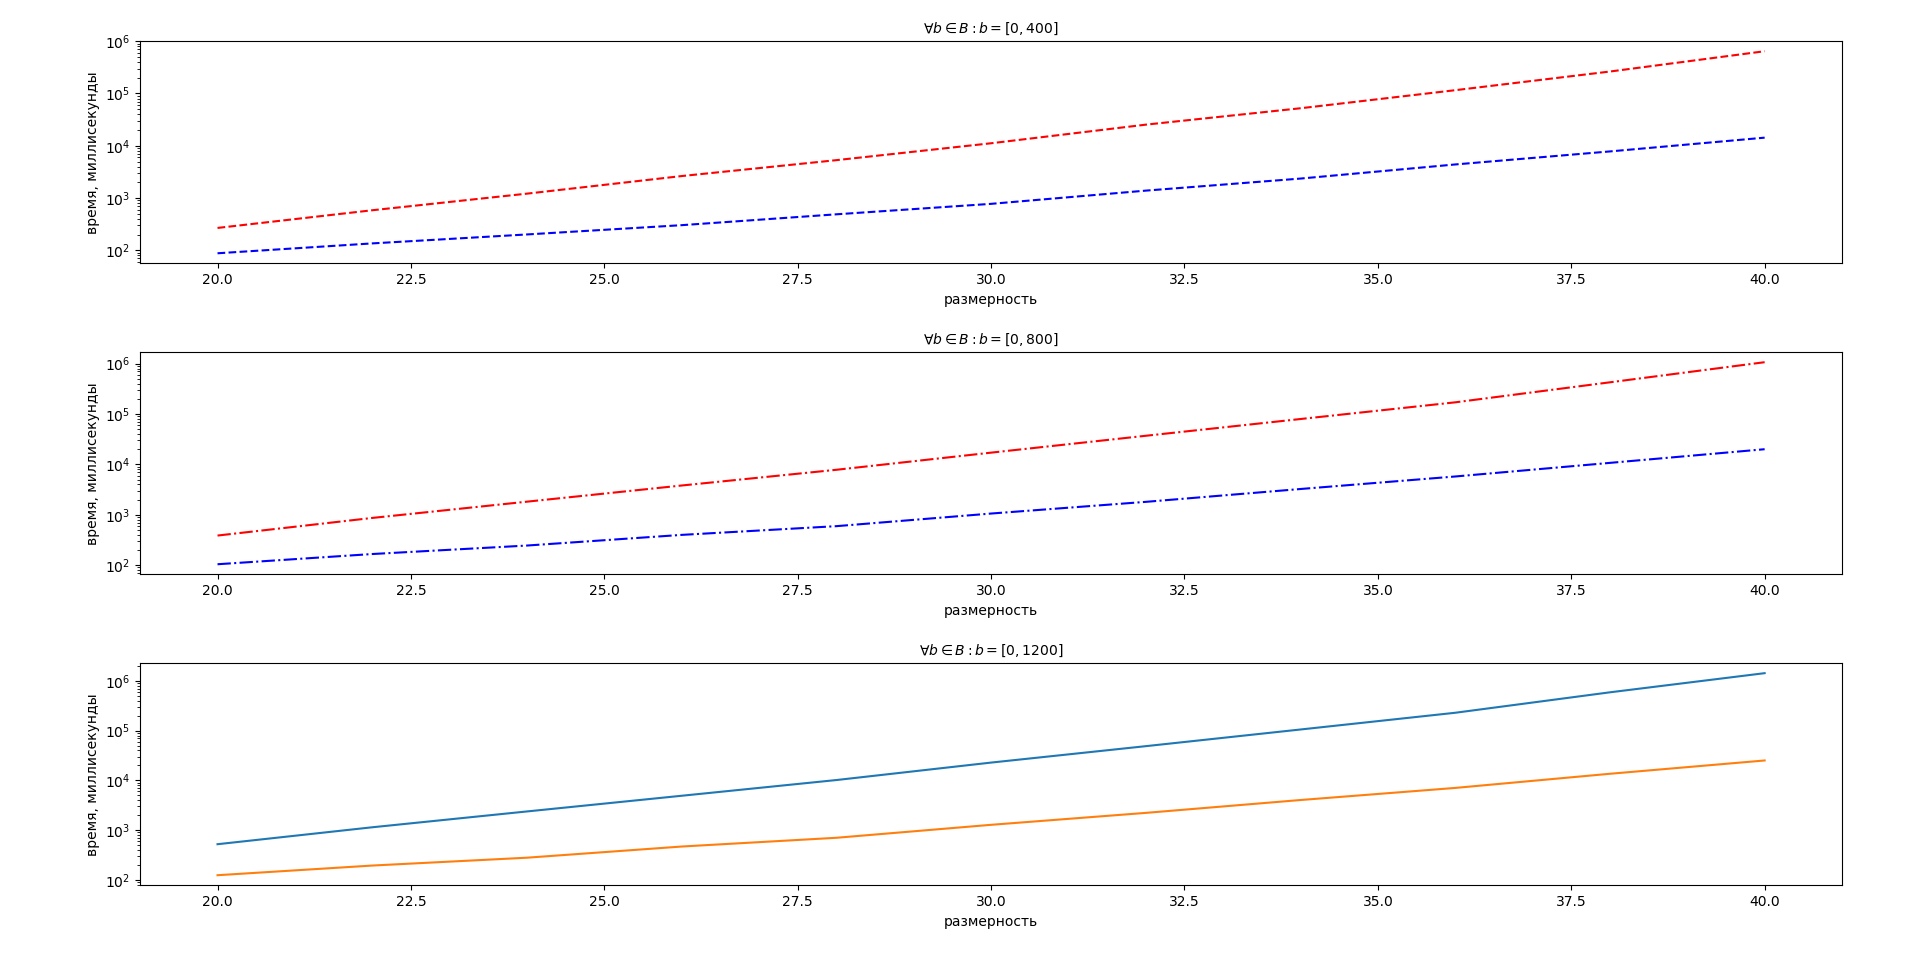 ∀b ∈ B : b = [0, 400]
время, миллисекунды
10⁶
10⁵
10⁴
10³
10²
20.0 22.5 25.0 27.5 30.0 32.5 35.0 37.5 40.0
размерность
∀b ∈ B : b = [0, 800]
время, миллисекунды
10⁶
10⁵
10⁴
10³
10²
20.0 22.5 25.0 27.5 30.0 32.5 35.0 37.5 40.0
размерность
∀b ∈ B : b = [0, 1200]
время, миллисекунды
10⁶
10⁵
10⁴
10³
10²
20.0 22.5 25.0 27.5 30.0 32.5 35.0 37.5 40.0
размерность